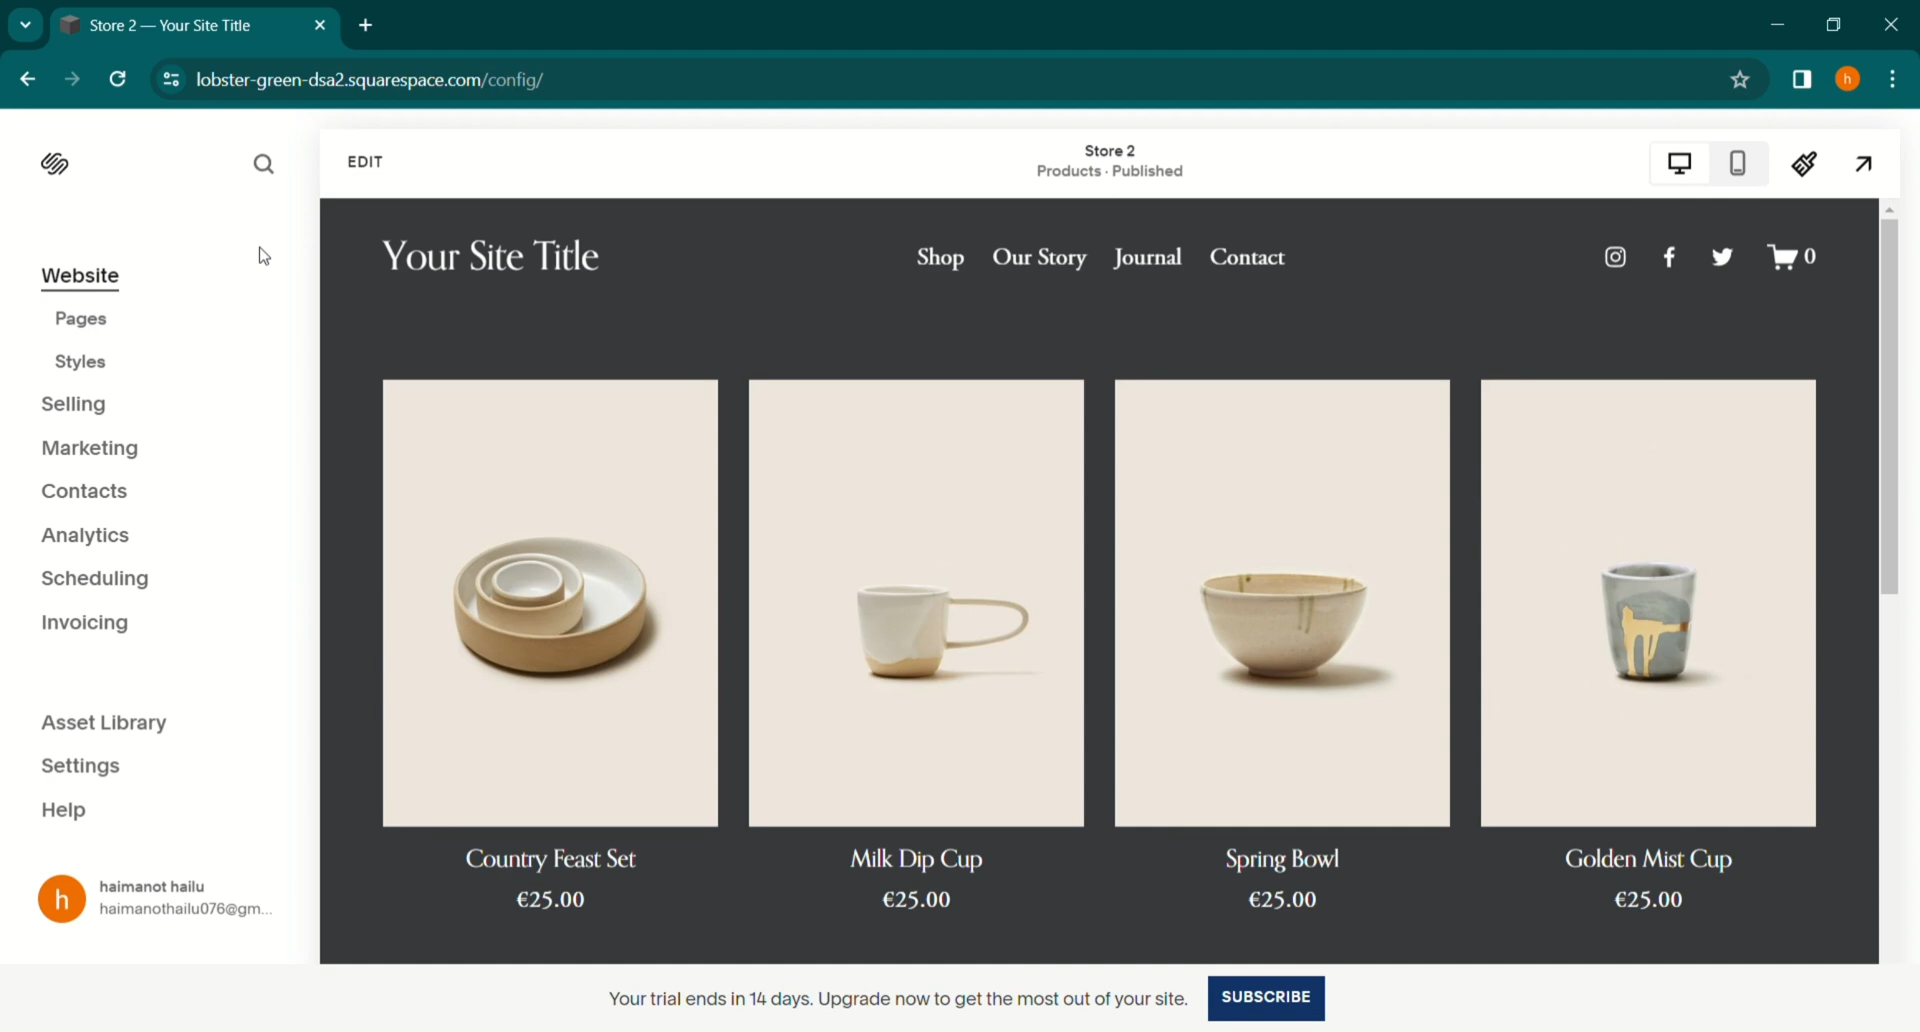 Store 2 — Your Site Title
lobster-green-dsa2.squarespace.com/config/
h
EDIT
Store 2
Products · Published
Website
Pages
Styles
Selling
Marketing
Contacts
Analytics
Scheduling
Invoicing
Asset Library
Settings
Help
h
haimanot hailu
haimanothailu076@gm...
Your Site Title
Shop Our Story Journal Contact
0
Country Feast Set
€25.00
Milk Dip Cup
€25.00
Spring Bowl
€25.00
Golden Mist Cup
€25.00
Your trial ends in 14 days. Upgrade now to get the most out of your site.
SUBSCRIBE